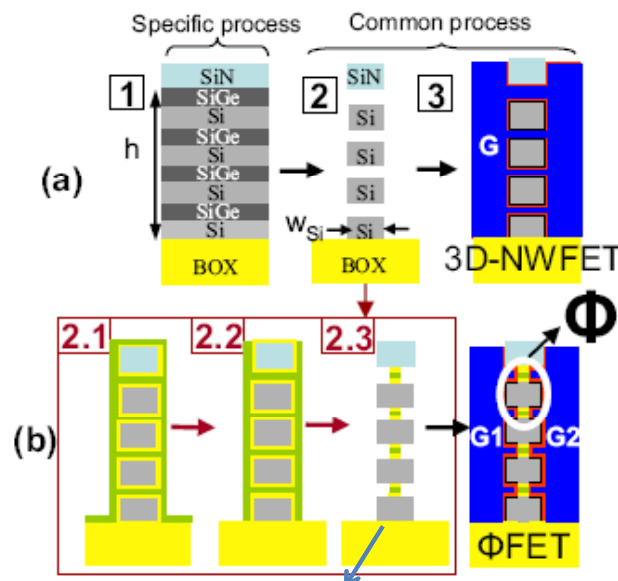 Specific process
Common process
1
2
3
SiN
SiGe
Si
SiGe
Si
SiGe
Si
SiGe
Si
BOX
h
(a)
SiN
Si
Si
Si
Si
wSi
BOX
G
3D-NWFET
Φ
2.1
2.2
2.3
(b)
G1
G2
ΦFET